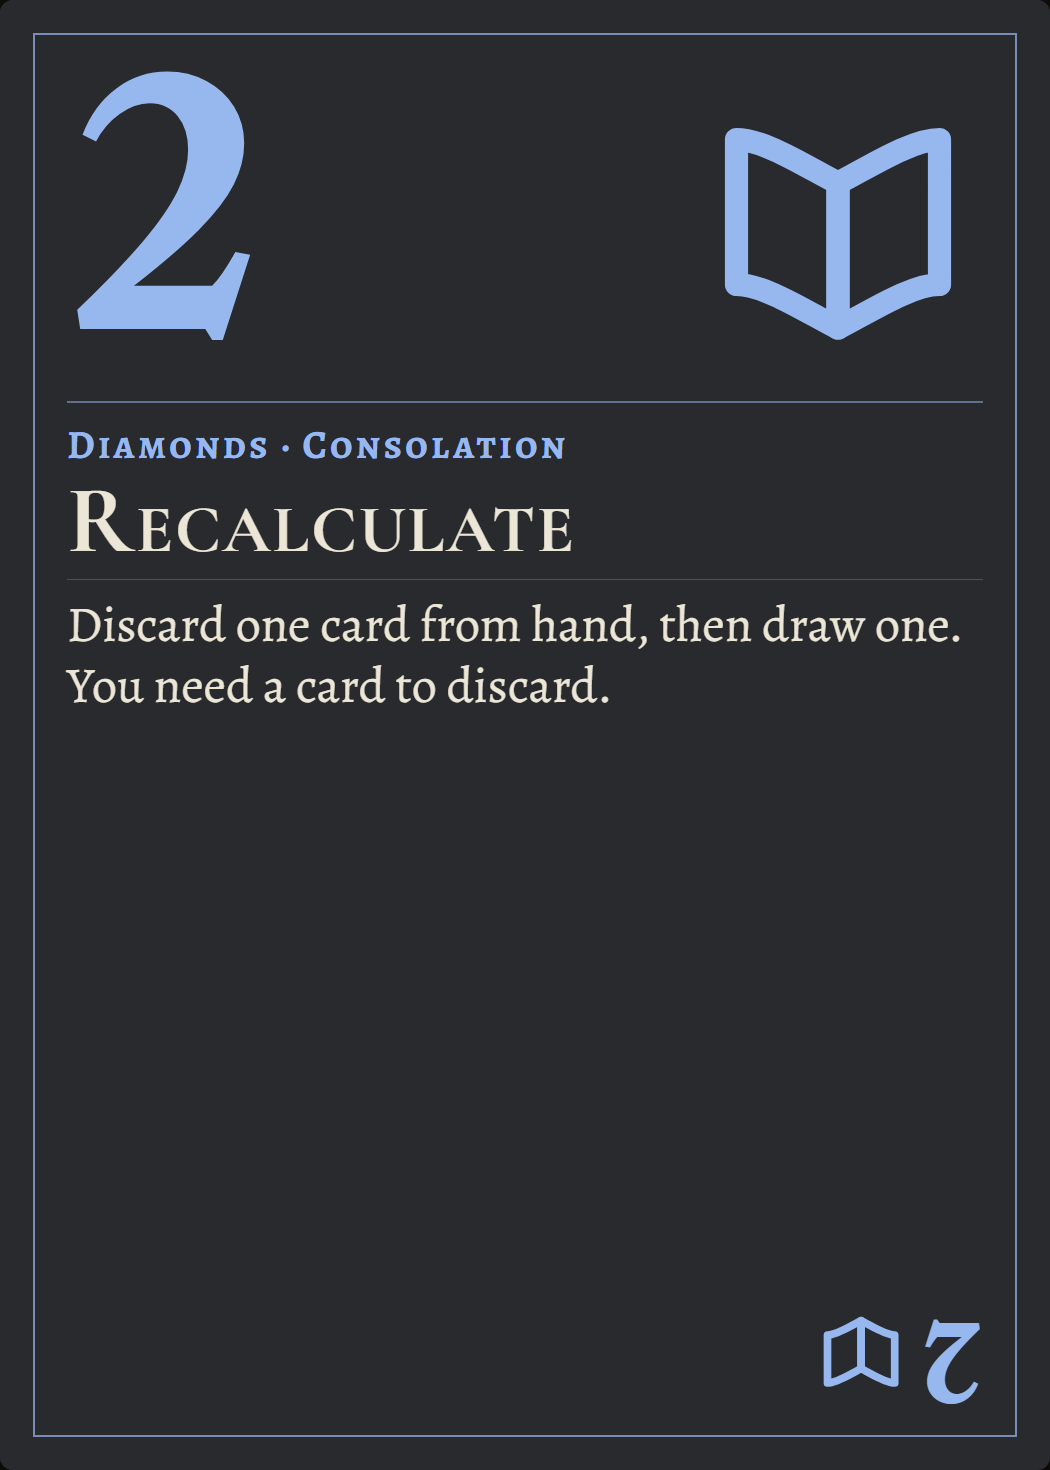 2
Diamonds · Consolation
Recalculate
Discard one card from hand, then draw one.
You need a card to discard.
2